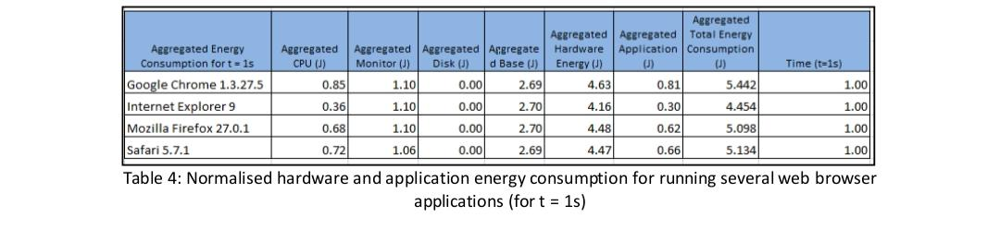 Aggregated Energy Consumption for t = 1s Aggregated CPU (J) Aggregated Monitor (J) Aggregated Disk (J) Aggregate d Base (J) Aggregated Hardware Energy (J) Aggregated Application (J) Aggregated Total Energy Consumption (J) Time (t=1s)
Google Chrome 1.3.27.5 0.85 1.10 0.00 2.69 4.63 0.81 5.442 1.00
Internet Explorer 9 0.36 1.10 0.00 2.70 4.16 0.30 4.454 1.00
Mozilla Firefox 27.0.1 0.68 1.10 0.00 2.70 4.48 0.62 5.098 1.00
Safari 5.7.1 0.72 1.06 0.00 2.69 4.47 0.66 5.134 1.00
Table 4: Normalised hardware and application energy consumption for running several web browser
applications (for t = 1s)